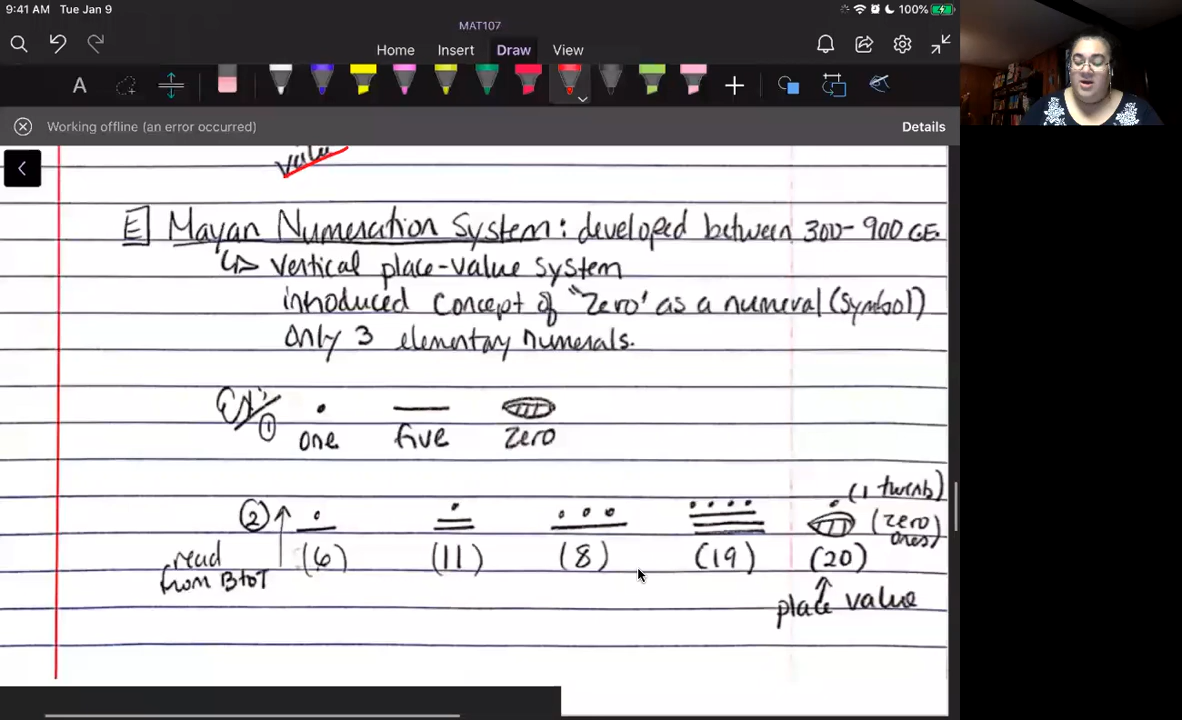 9:41 AM Tue Jan 9
100%
MAT107
Home Insert Draw View
A
Working offline (an error occurred)
Details
value
E Mayan Numeration System: developed between 300-900 CE.
↳ vertical place-value system
introduced concept of "Zero" as a numeral (symbol)
only 3 elementary numerals.
Ex/ ①
one five zero
② (1 twenty)
(zero ones)
read from BtoT
(6) (11) (8) (19) (20)
place value